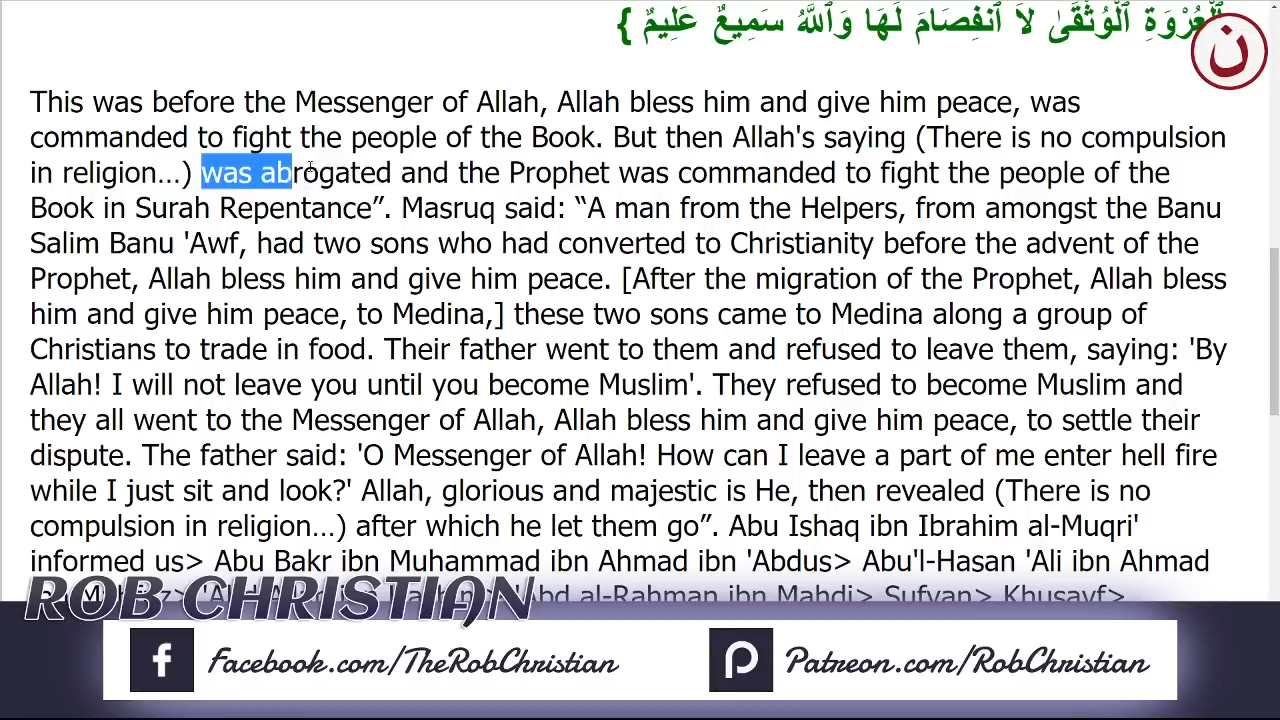 ٱلْعُرْوَةِ ٱلْوُثْقَىٰ لاَ ٱنفِصَامَ لَهَا وَٱللَّهُ سَمِيعٌ عَلِيمٌ }
ن
This was before the Messenger of Allah, Allah bless him and give him peace, was
commanded to fight the people of the Book. But then Allah's saying (There is no compulsion
in religion…) was abrogated and the Prophet was commanded to fight the people of the
Book in Surah Repentance”. Masruq said: “A man from the Helpers, from amongst the Banu
Salim Banu 'Awf, had two sons who had converted to Christianity before the advent of the
Prophet, Allah bless him and give him peace. [After the migration of the Prophet, Allah bless
him and give him peace, to Medina,] these two sons came to Medina along a group of
Christians to trade in food. Their father went to them and refused to leave them, saying: 'By
Allah! I will not leave you until you become Muslim'. They refused to become Muslim and
they all went to the Messenger of Allah, Allah bless him and give him peace, to settle their
dispute. The father said: 'O Messenger of Allah! How can I leave a part of me enter hell fire
while I just sit and look?' Allah, glorious and majestic is He, then revealed (There is no
compulsion in religion…) after which he let them go”. Abu Ishaq ibn Ibrahim al-Muqri'
informed us> Abu Bakr ibn Muhammad ibn Ahmad ibn 'Abdus> Abu'l-Hasan 'Ali ibn Ahmad
al-Rahman ibn Mahdi> Sufyan> Khusayf>
ROB CHRISTIAN
Facebook.com/TheRobChristian
Patreon.com/RobChristian